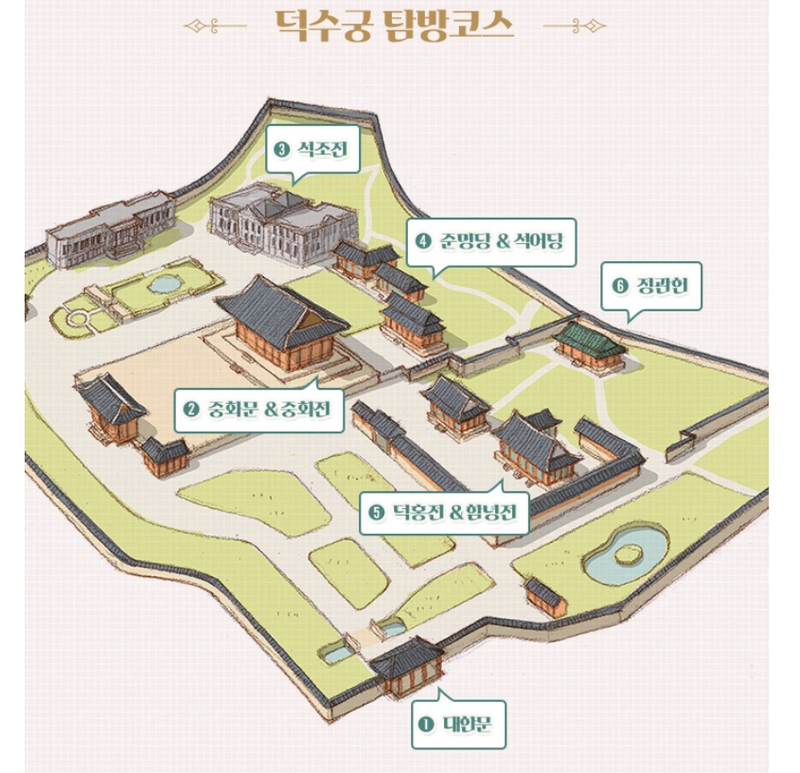 덕수궁 탐방코스
❸ 석조전
❹ 준명당 & 석어당
❻ 정관헌
❷ 중화문 & 중화전
❺ 덕홍전 & 함녕전
❶ 대한문